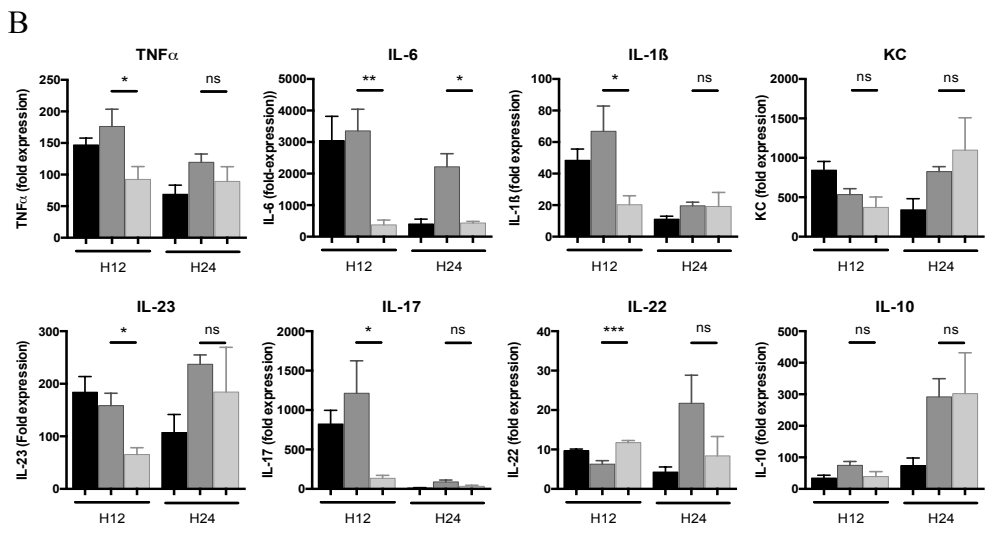 B
TNFα
TNFα (fold expression)
250
200
150
100
50
0
*
ns
H12
H24
IL-6
IL-6 (fold-expression))
5000
4000
3000
2000
1000
0
**
*
H12
H24
IL-1ß
IL-1ß (fold expression)
100
80
60
40
20
0
*
ns
H12
H24
KC
KC (fold expression)
2000
1500
1000
500
0
ns
ns
H12
H24
IL-23
IL-23 (Fold expression)
300
200
100
0
*
ns
H12
H24
IL-17
IL-17 (fold expression)
2000
1500
1000
500
0
*
ns
H12
H24
IL-22
IL-22 (fold expression)
40
30
20
10
0
***
ns
H12
H24
IL-10
IL-10 (fold expression)
500
400
300
200
100
0
ns
ns
H12
H24